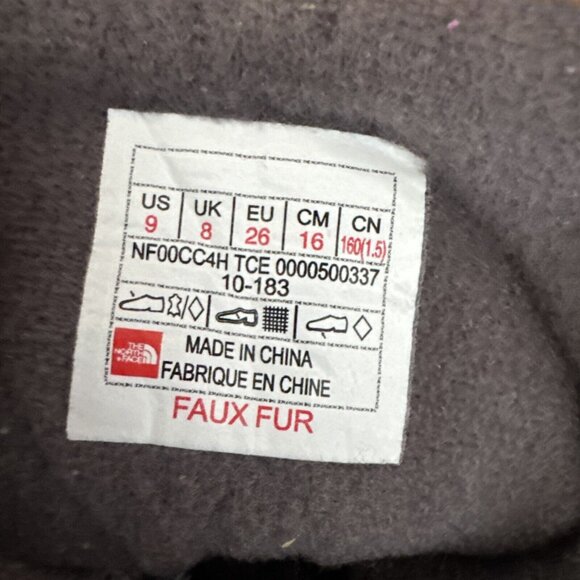 US UK EU CM CN
9 8 26 16 160(1.5)
NF00CC4H TCE 0000500337
10-183
THE
NORTH
FACE
MADE IN CHINA
FABRIQUE EN CHINE
FAUX FUR